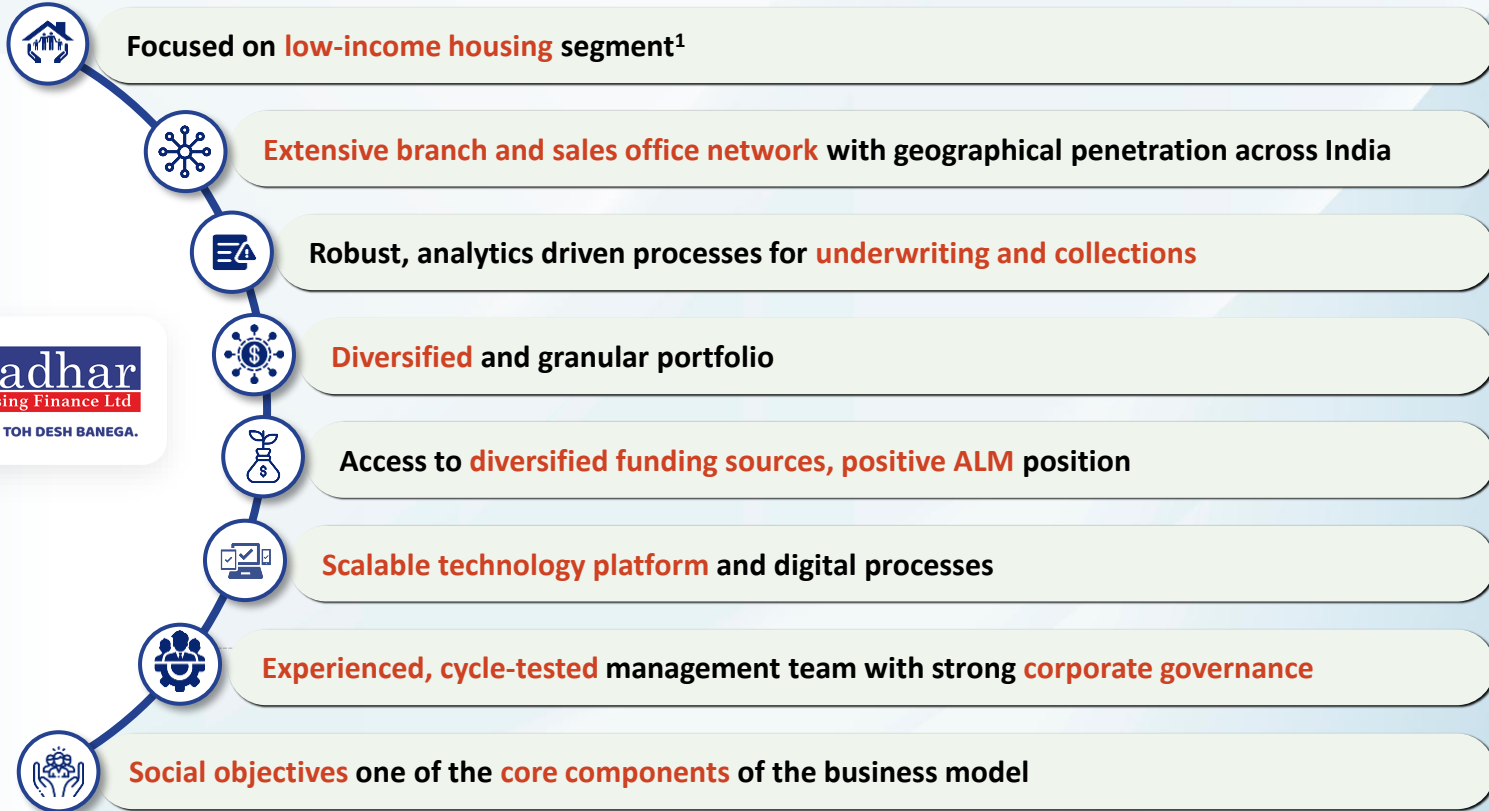 Focused on low-income housing segment¹
Extensive branch and sales office network with geographical penetration across India
Robust, analytics driven processes for underwriting and collections
adhar
sing Finance Ltd
TOH DESH BANEGA.
Diversified and granular portfolio
Access to diversified funding sources, positive ALM position
Scalable technology platform and digital processes
Experienced, cycle-tested management team with strong corporate governance
Social objectives one of the core components of the business model